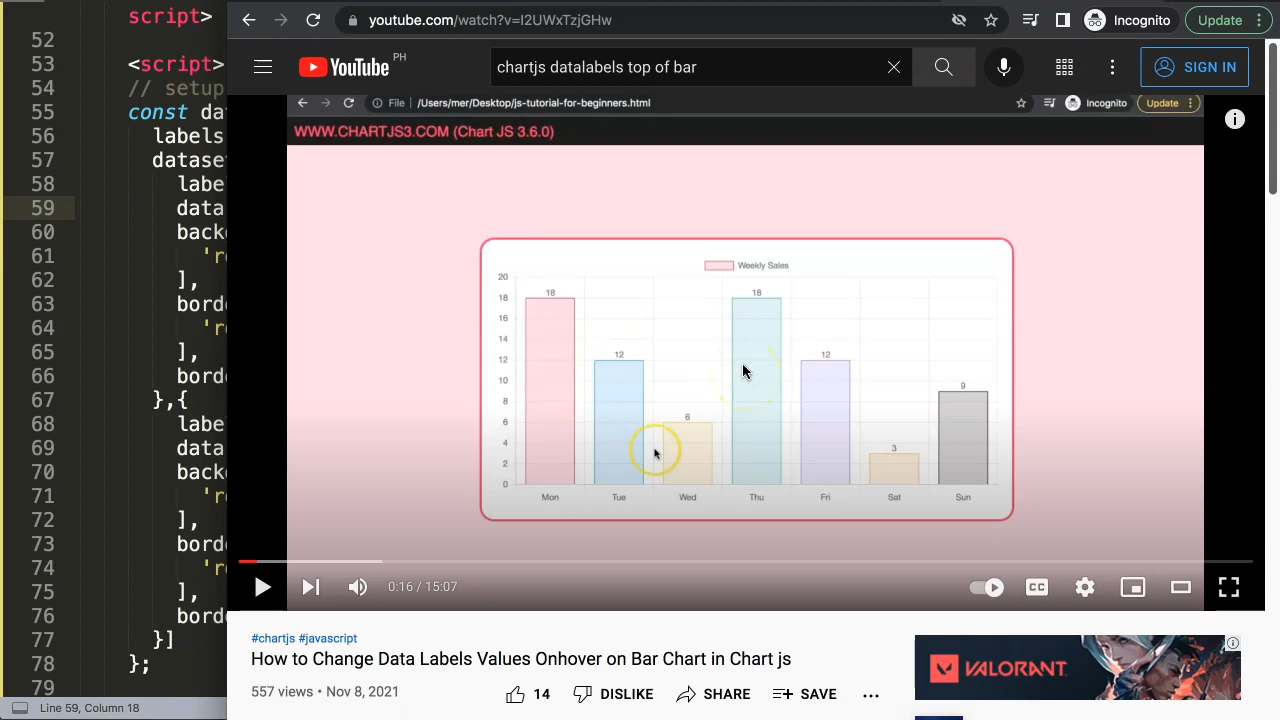 script>
52
53 <script>
54 // setup
55 const da
56 labels
57 datase
58 labe
59 data
60 back
61 'r
62 ],
63 bord
64 'r
65 ],
66 bord
67 },{
68 labe
69 data
70 back
71 'r
72 ],
73 bord
74 'r
75 ],
76 bord
77 }]
78 };
79
Line 59, Column 18
youtube.com/watch?v=I2UWxTzjGHw
Incognito
Update
YouTube PH
chartjs datalabels top of bar
SIGN IN
File /Users/mer/Desktop/js-tutorial-for-beginners.html
Incognito
Update
WWW.CHARTJS3.COM (Chart JS 3.6.0)
Weekly Sales
20
18
16
14
12
10
8
6
4
2
0
18 12 6 18 12 3 9
Mon Tue Wed Thu Fri Sat Sun
0:16 / 15:07
CC
#chartjs #javascript
How to Change Data Labels Values Onhover on Bar Chart in Chart js
557 views • Nov 8, 2021
14 DISLIKE SHARE SAVE
VALORANT